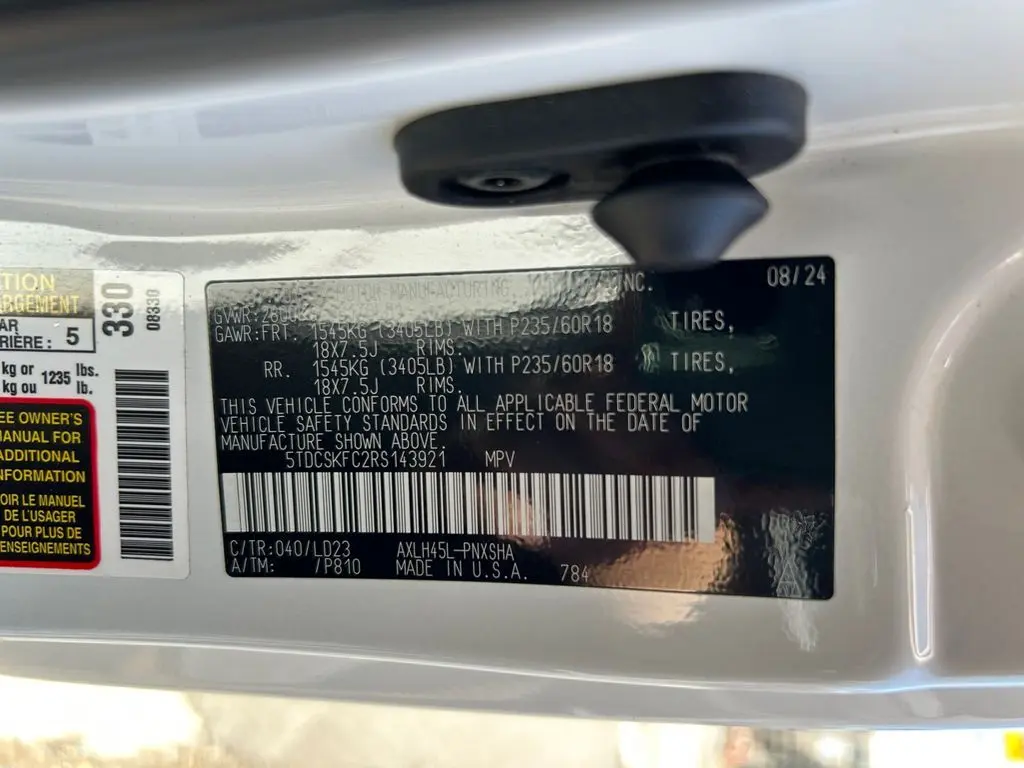 ATION
ARGEMENT
AR
RIÈRE : 5
kg or 1235 lbs.
kg ou lb.
EE OWNER'S
MANUAL FOR
ADDITIONAL
NFORMATION
OIR LE MANUEL
DE L'USAGER
POUR PLUS DE
ENSEIGNEMENTS
330
08330
MOTOR MANUFACTURING INC. 08/24
GVWR:
GAWR:FRT. 1545KG (3405LB) WITH P235/60R18 TIRES,
18X7.5J RIMS.
RR. 1545KG (3405LB) WITH P235/60R18 TIRES,
18X7.5J RIMS.
THIS VEHICLE CONFORMS TO ALL APPLICABLE FEDERAL MOTOR
VEHICLE SAFETY STANDARDS IN EFFECT ON THE DATE OF
MANUFACTURE SHOWN ABOVE.
5TDCSKFC2RS143921 MPV
C/TR:040/LD23 AXLH45L-PNXSHA
A/TM: /P810 MADE IN U.S.A. 784